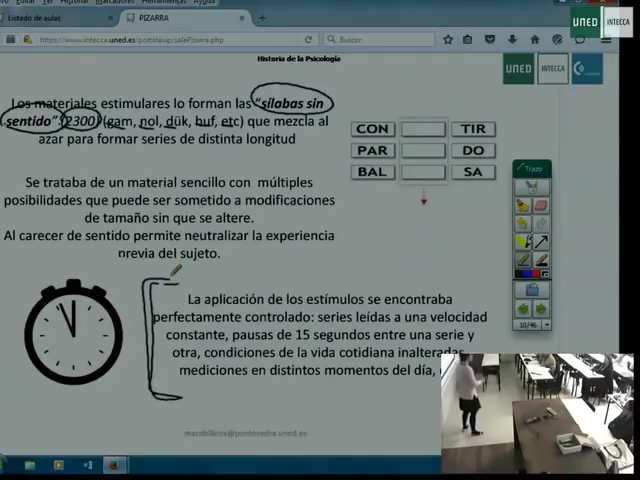 Listado de aulas
PIZARRA
Marcadores
https://www.intecca.uned.es/portalavip/salaPizarra.php
Buscar
UNED
INTECCA
Historia de la Psicología
UNED
INTECCA
Los materiales estimulares lo forman las "sílabas sin
sentido" (2300) (gam, nol, dük, buf, etc) que mezcla al
azar para formar series de distinta longitud
CON TIR
PAR DO
BAL SA
Se trataba de un material sencillo con múltiples
posibilidades que puede ser sometido a modificaciones
de tamaño sin que se altere.
Al carecer de sentido permite neutralizar la experiencia
previa del sujeto.
Trazo
10/46
La aplicación de los estímulos se encontraba
perfectamente controlado: series leídas a una velocidad
constante, pausas de 15 segundos entre una serie y
otra, condiciones de la vida cotidiana inalteradas,
mediciones en distintos momentos del día,